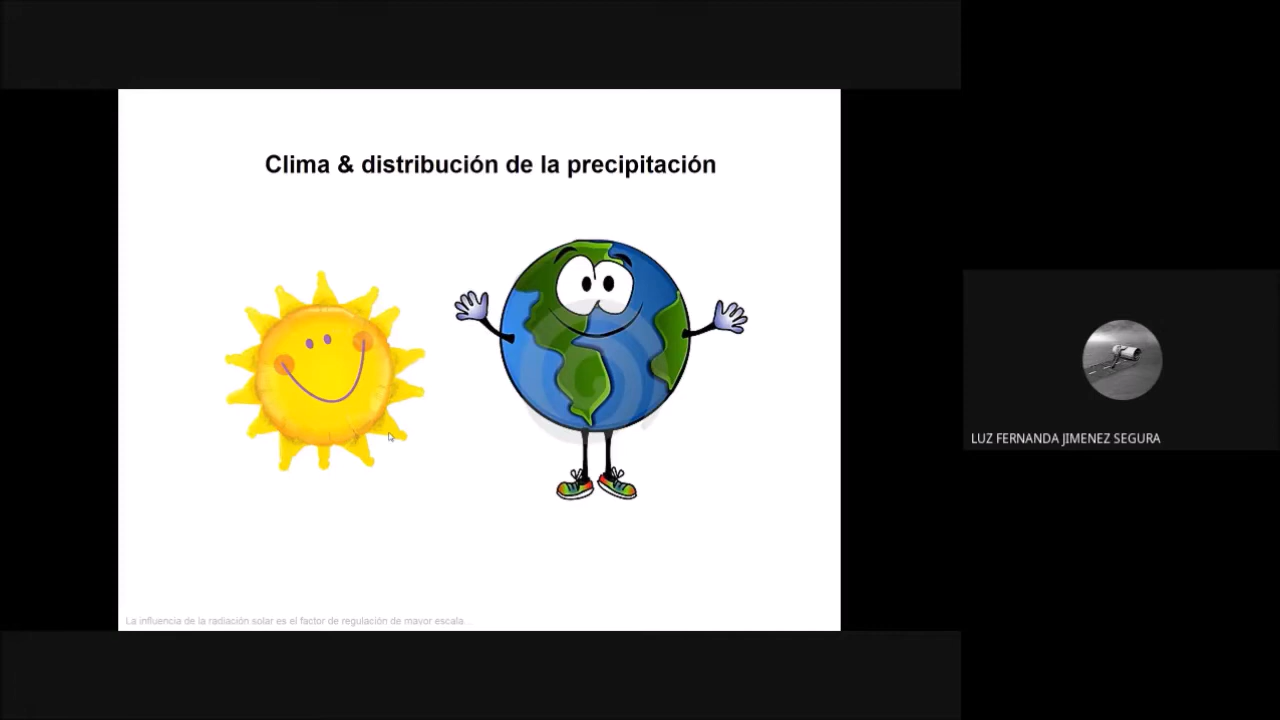 Clima & distribución de la precipitación
LUZ FERNANDA JIMENEZ SEGURA
La influencia de la radiación solar es el factor de regulación de mayor escala...